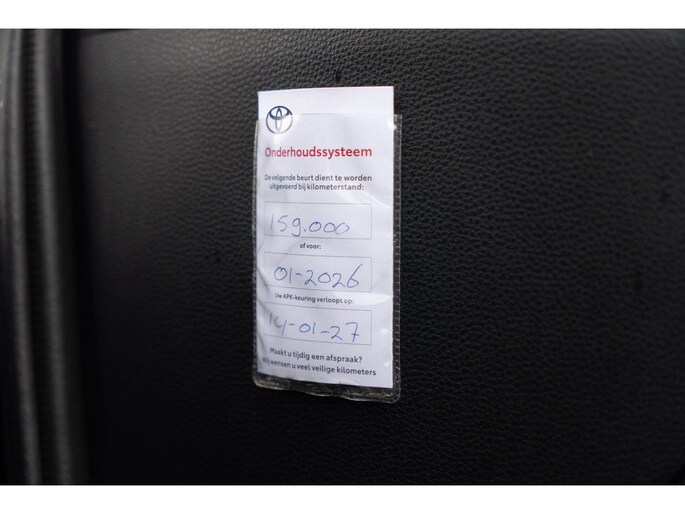 Onderhoudssysteem
De volgende beurt dient te worden
uitgevoerd bij kilometerstand:
159.000
of voor:
01-2026
Uw APK-keuring verloopt op:
14-01-27
Maakt u tijdig een afspraak?
Wij wensen u veel veilige kilometers